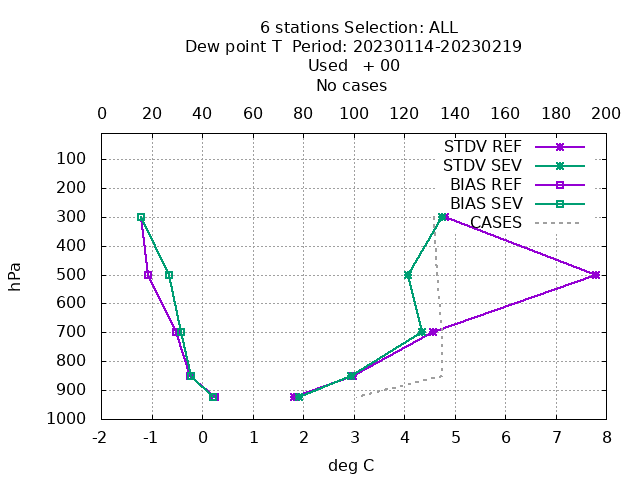 6 stations Selection: ALL
Dew point T  Period: 20230114-20230219
Used   + 00
No cases
0 20 40 60 80 100 120 140 160 180 200
STDV REF
STDV SEV
BIAS REF
BIAS SEV
CASES
100
200
300
400
500
600
700
800
900
1000
hPa
-2 -1 0 1 2 3 4 5 6 7 8
deg C